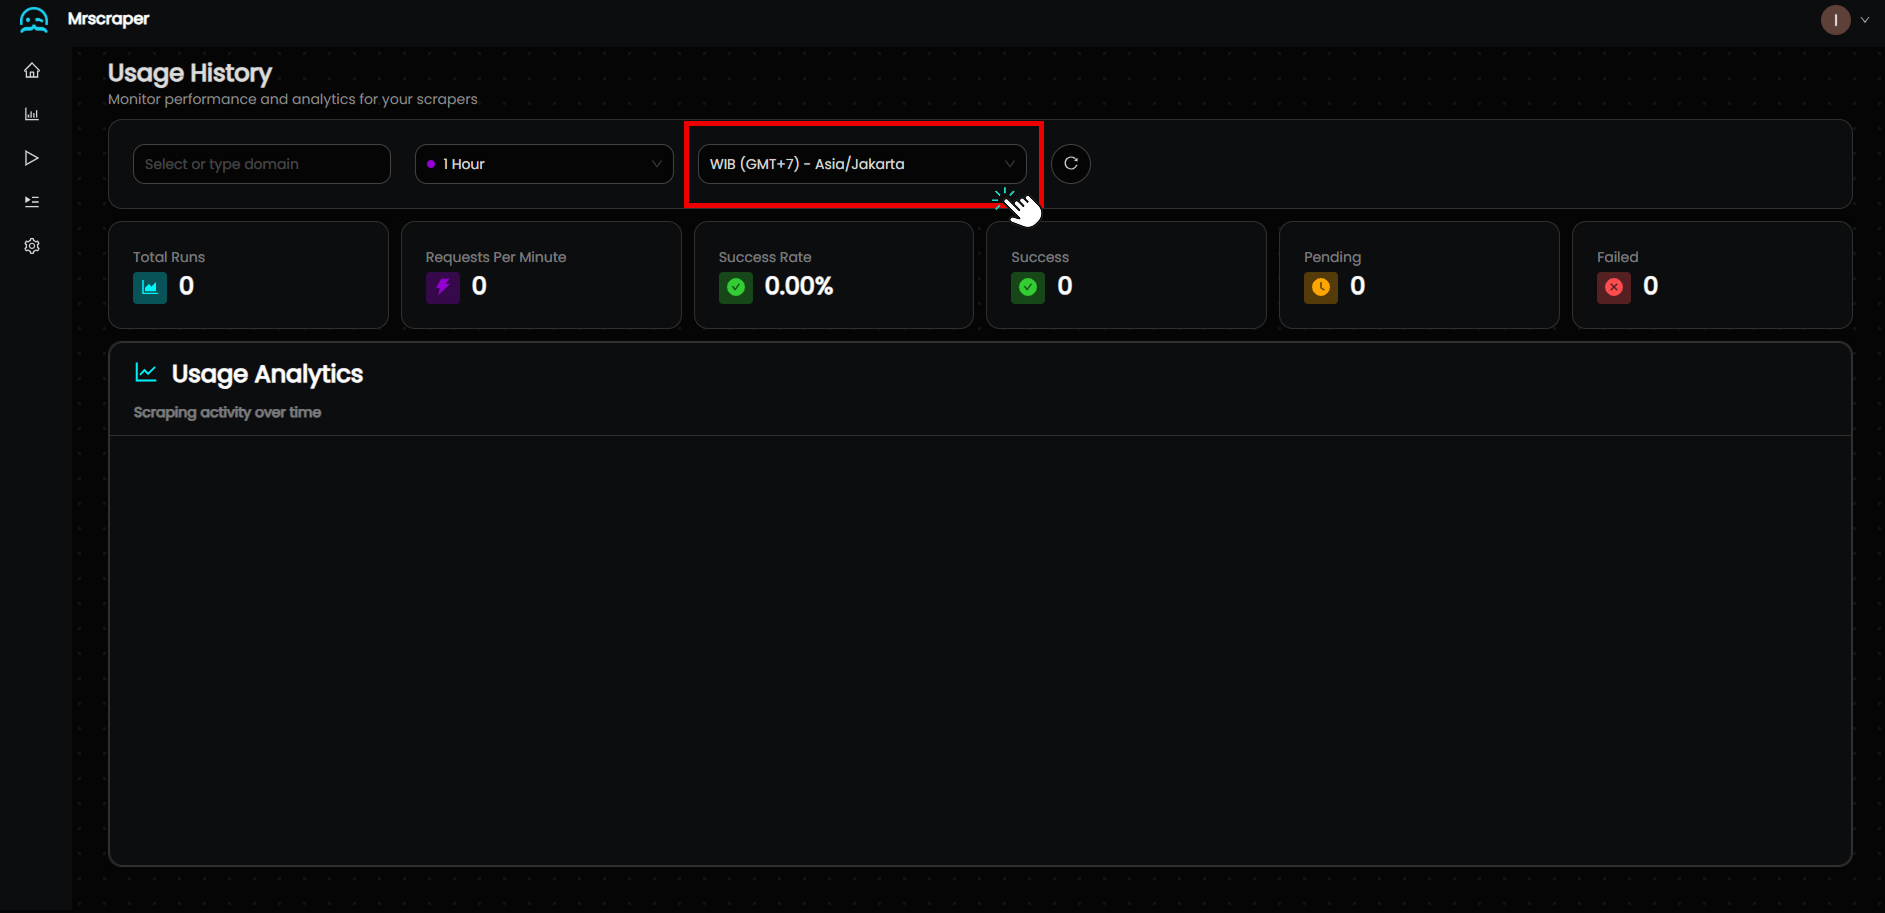 Mrscraper
I
Usage History
Monitor performance and analytics for your scrapers
Select or type domain
1 Hour
WIB (GMT+7) - Asia/Jakarta
Total Runs
0
Requests Per Minute
0
Success Rate
0.00%
Success
0
Pending
0
Failed
0
Usage Analytics
Scraping activity over time